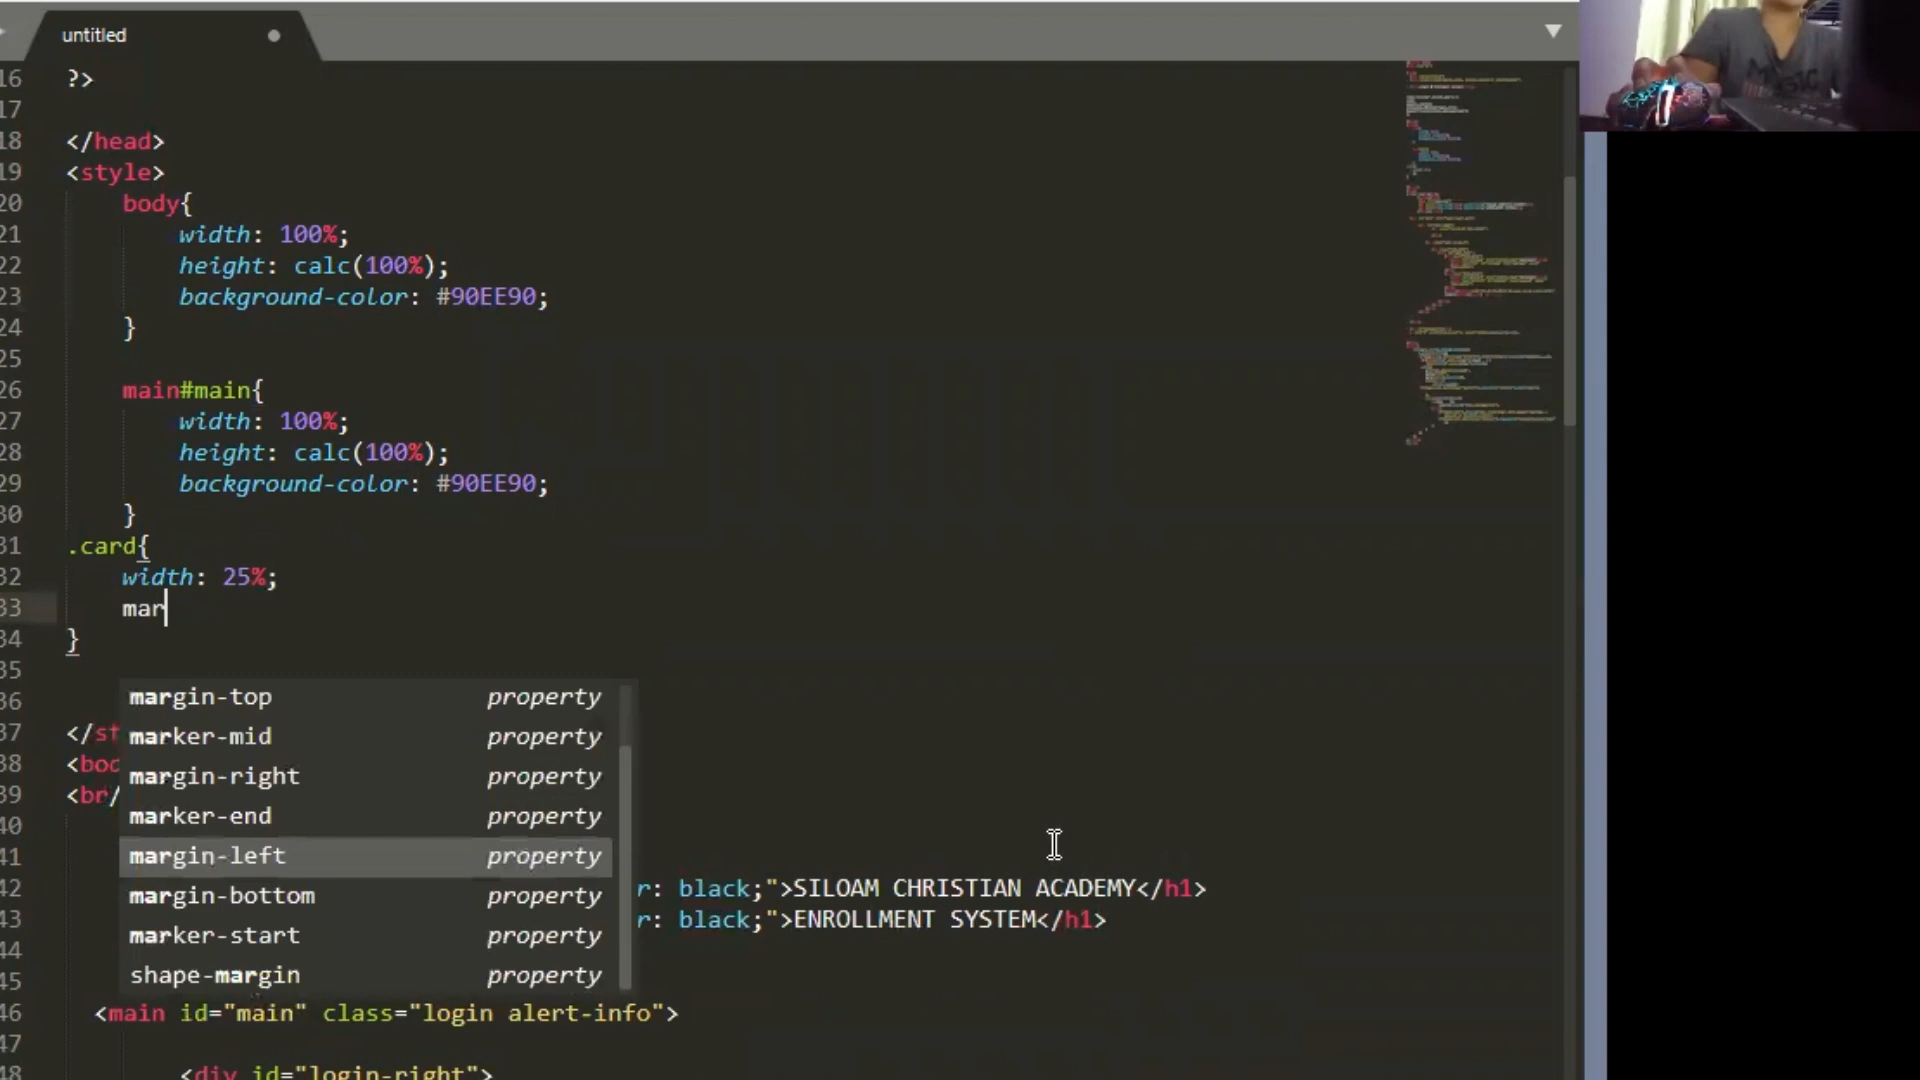 untitled
16 ?>
17
18 </head>
19 <style>
20 body{
21 width: 100%;
22 height: calc(100%);
23 background-color: #90EE90;
24 }
25
26 main#main{
27 width: 100%;
28 height: calc(100%);
29 background-color: #90EE90;
30 }
31 .card{
32 width: 25%;
33 mar
34 }
35
36
margin-top property
37 </st
marker-mid property
38 <bod
margin-right property
39 <br/
marker-end property
40
41
margin-left property
42 r: black;">SILOAM CHRISTIAN ACADEMY</h1>
margin-bottom property
43 r: black;">ENROLLMENT SYSTEM</h1>
marker-start property
44
45
shape-margin property
46 <main id="main" class="login alert-info">
47
48 <div id="login-right">